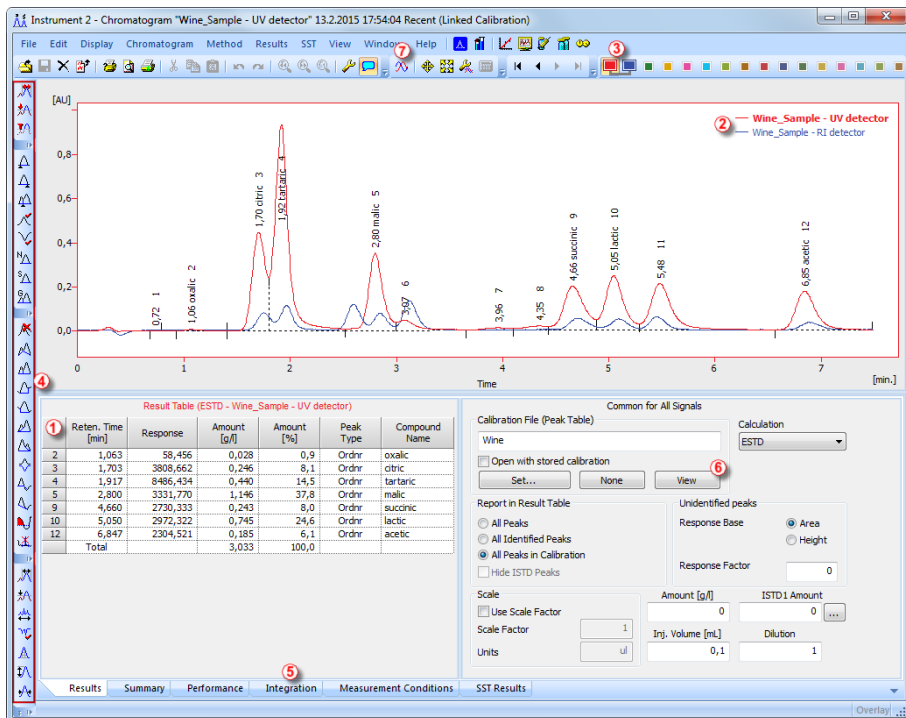 Instrument 2 - Chromatogram "Wine_Sample - UV detector" 13.2.2015 17:54:04 Recent (Linked Calibration)
File Edit Display Chromatogram Method Results SST View Window Help
7
3
[AU]
2
Wine_Sample - UV detector
Wine_Sample - RI detector
0,8
0,6
0,4
0,2
0,0
0,72 1
1,06 oxalic 2
1,70 citric 3
1,92 tartaric 4
2,80 malic 5
3,07 6
3,96 7
4,35 8
4,66 succinic 9
5,05 lactic 10
5,48 11
6,85 acetic 12
0 1 2 3 4 5 6 7
Time
[min.]
4
Result Table (ESTD - Wine_Sample - UV detector)
1
Reten. Time [min] Response Amount [g/l] Amount [%] Peak Type Compound Name
2 1,063 58,456 0,028 0,9 Ordnr oxalic
3 1,703 3808,662 0,246 8,1 Ordnr citric
4 1,917 8486,434 0,440 14,5 Ordnr tartaric
5 2,800 3331,770 1,146 37,8 Ordnr malic
9 4,660 2730,333 0,243 8,0 Ordnr succinic
10 5,050 2972,322 0,745 24,6 Ordnr lactic
12 6,847 2304,521 0,185 6,1 Ordnr acetic
Total 3,033 100,0
Common for All Signals
Calibration File (Peak Table)
Wine
Calculation
ESTD
Open with stored calibration
6
Set... None View
Report in Result Table
All Peaks
All Identified Peaks
All Peaks in Calibration
Hide ISTD Peaks
Unidentified peaks
Response Base Area
Height
Response Factor 0
Scale
Use Scale Factor
Scale Factor 1
Units ul
Amount [g/l] ISTD1 Amount
0 0 ...
Inj. Volume [mL] Dilution
0,1 1
5
Results Summary Performance Integration Measurement Conditions SST Results
Overlay